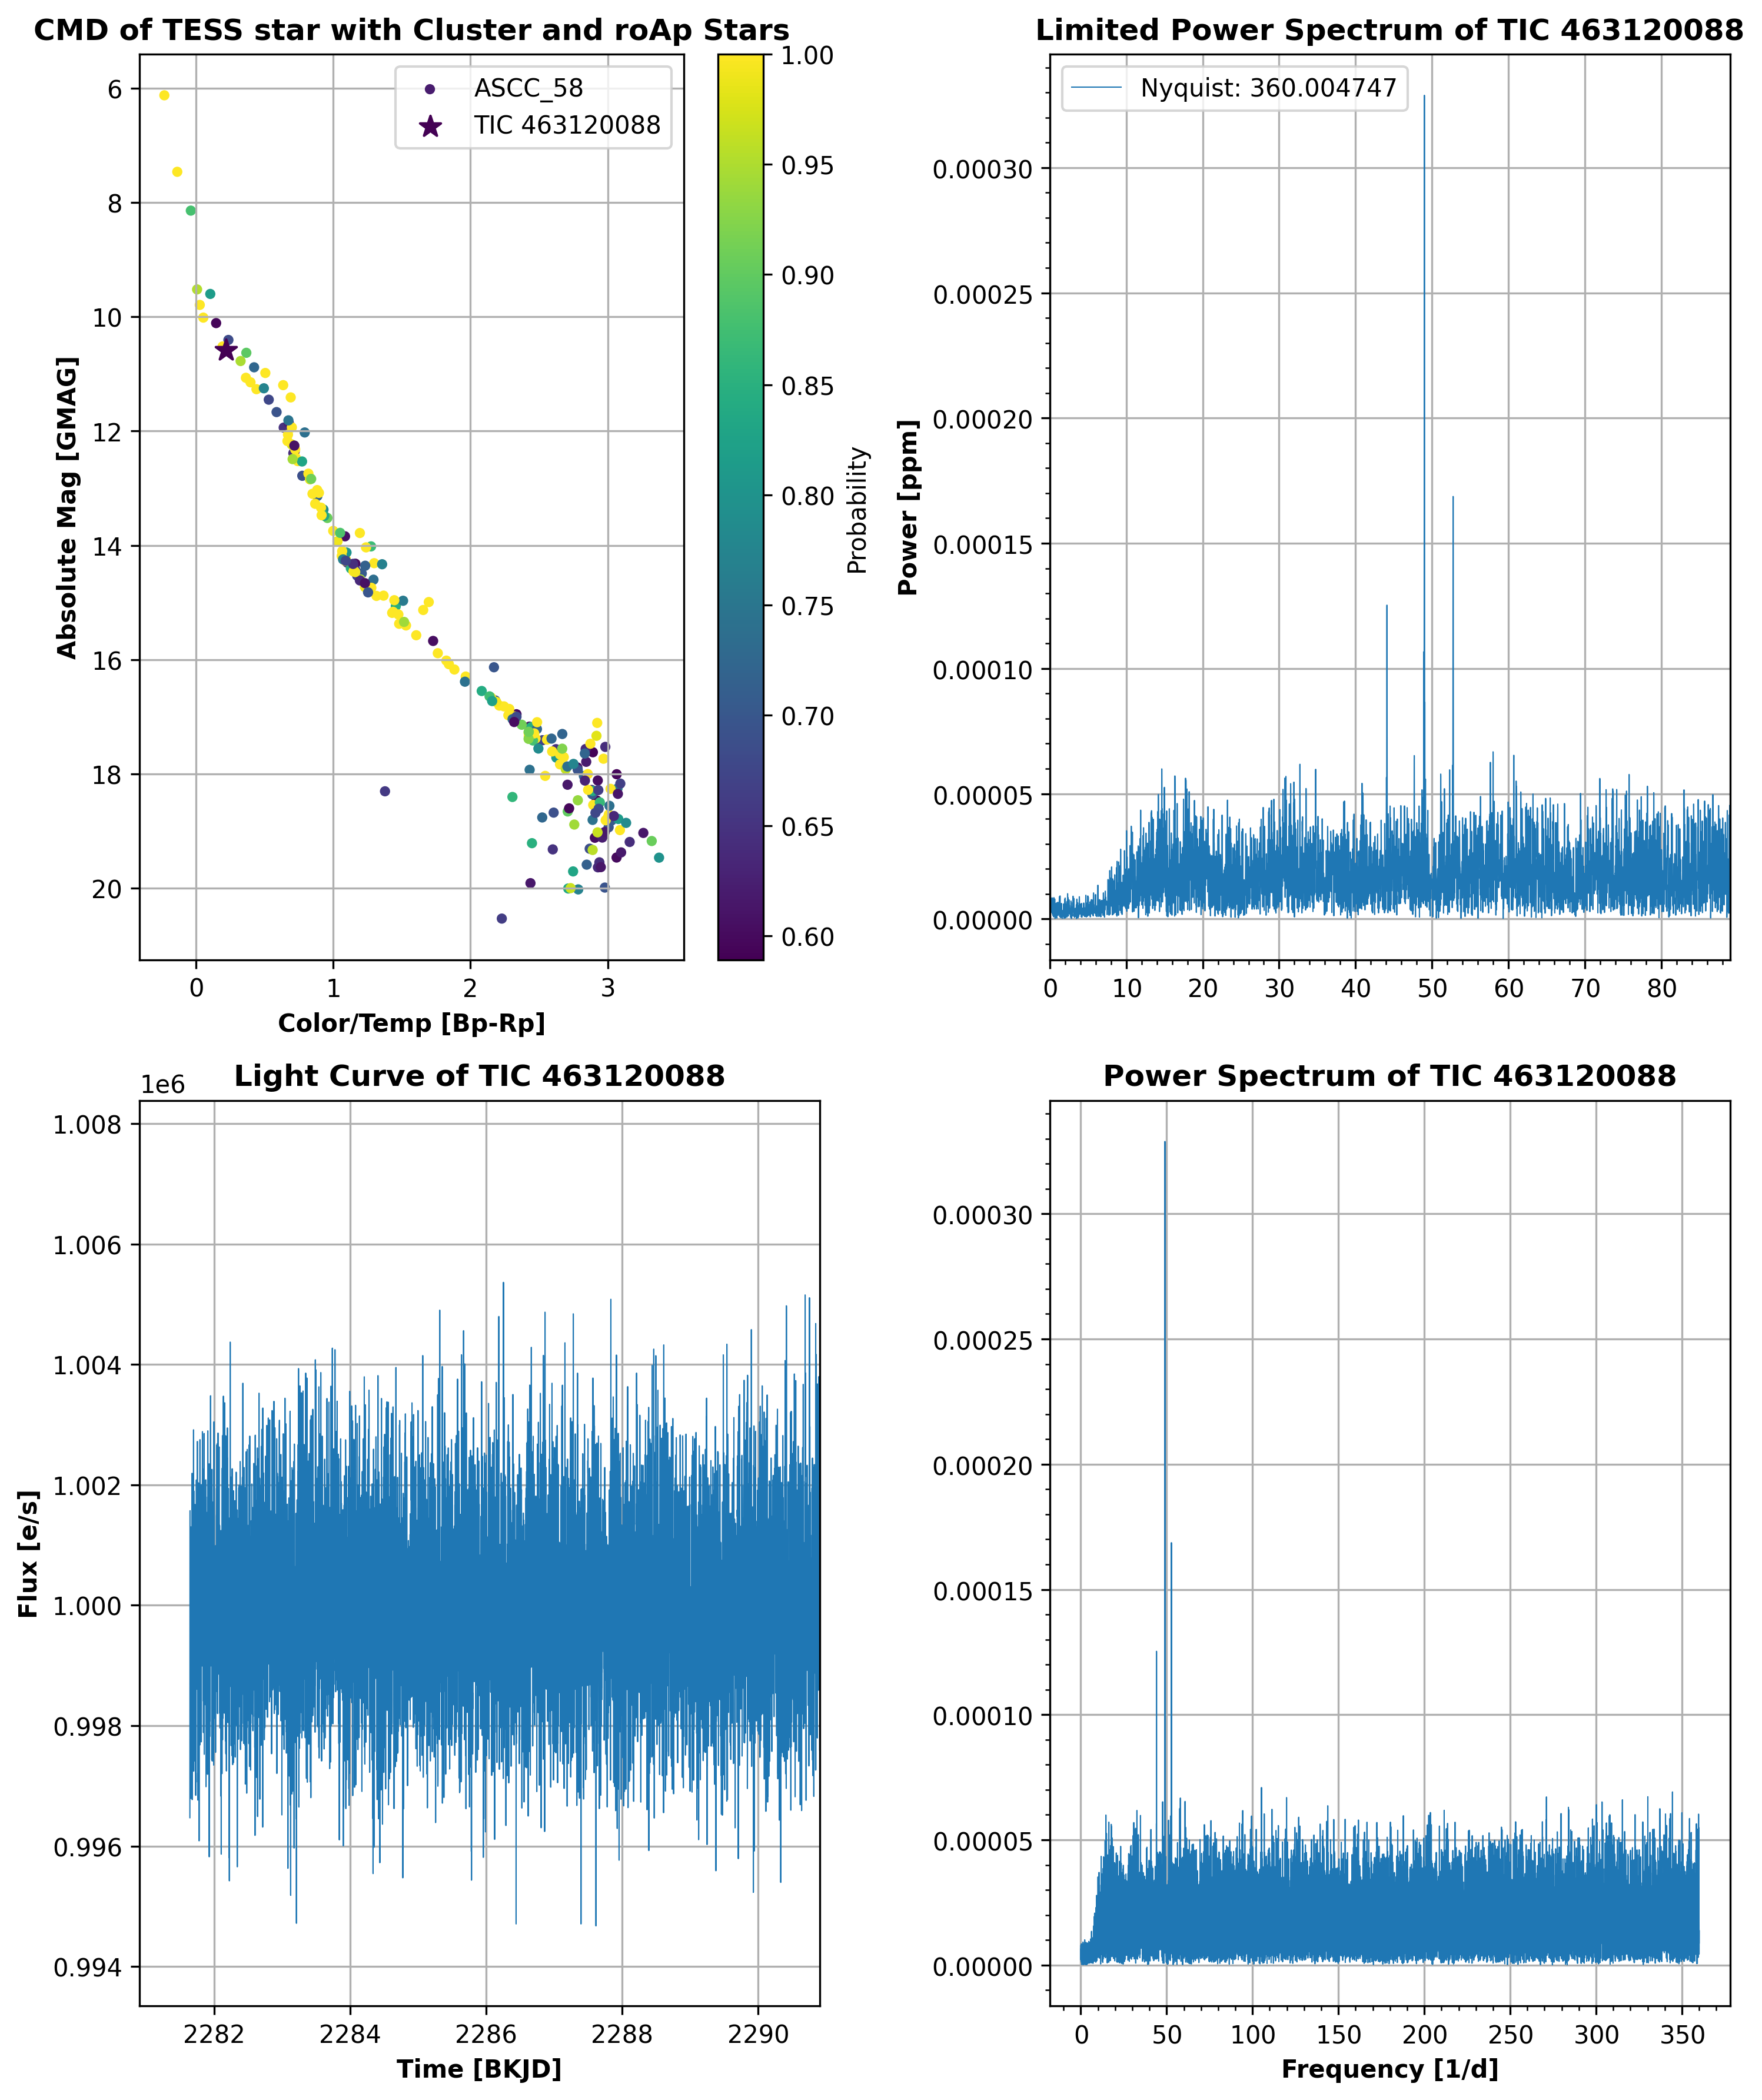 CMD of TESS star with Cluster and roAp Stars
ASCC_58
TIC 463120088
6
8
10
12
14
16
18
20
Absolute Mag [GMAG]
0 1 2 3
Color/Temp [Bp-Rp]
1.00
0.95
0.90
0.85
0.80
0.75
0.70
0.65
0.60
Probability
Limited Power Spectrum of TIC 463120088
Nyquist: 360.004747
0.00030
0.00025
0.00020
0.00015
0.00010
0.00005
0.00000
Power [ppm]
0 10 20 30 40 50 60 70 80
Light Curve of TIC 463120088
1e6
1.008
1.006
1.004
1.002
1.000
0.998
0.996
0.994
Flux [e/s]
2282 2284 2286 2288 2290
Time [BKJD]
Power Spectrum of TIC 463120088
0.00030
0.00025
0.00020
0.00015
0.00010
0.00005
0.00000
0 50 100 150 200 250 300 350
Frequency [1/d]